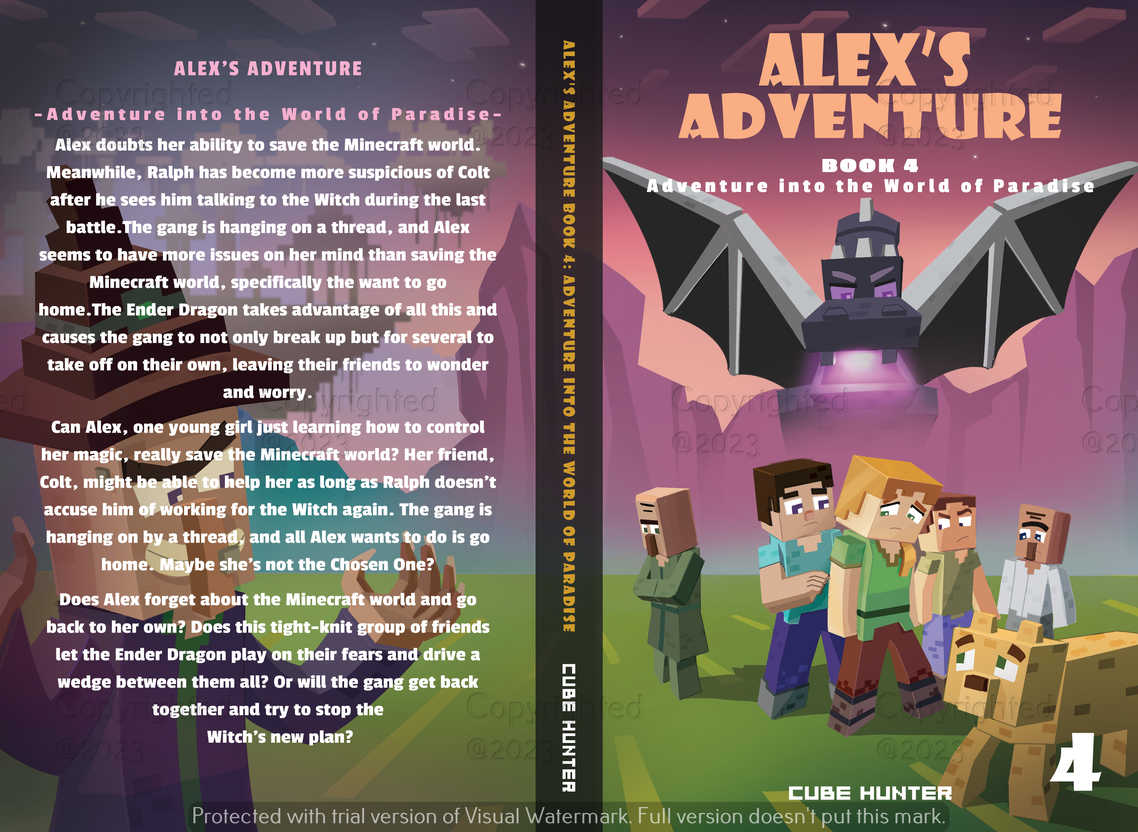 ALEX'S ADVENTURE
-Adventure into the World of Paradise-
Alex doubts her ability to save the Minecraft world.
Meanwhile, Ralph has become more suspicious of Colt
after he sees him talking to the Witch during the last
battle.The gang is hanging on a thread, and Alex
seems to have more issues on her mind than saving the
Minecraft world, specifically the want to go
home.The Ender Dragon takes advantage of all this and
causes the gang to not only break up but for several to
take off on their own, leaving their friends to wonder
and worry.
Can Alex, one young girl just learning how to control
her magic, really save the Minecraft world? Her friend,
Colt, might be able to help her as long as Ralph doesn't
accuse him of working for the Witch again. The gang is
hanging on by a thread, and all Alex wants to do is go
home. Maybe she's not the Chosen One?
Does Alex forget about the Minecraft world and go
back to her own? Does this tight-knit group of friends
let the Ender Dragon play on their fears and drive a
wedge between them all? Or will the gang get back
together and try to stop the
Witch's new plan?
ALEX'S ADVENTURE BOOK 4: ADVENTURE INTO THE WORLD OF PARADISE
CUBE HUNTER
ALEX'S
ADVENTURE
BOOK 4
Adventure into the World of Paradise
4
CUBE HUNTER
Copyrighted
@2023
Copyrighted
@2023
Copyrighted
@2023
Copyrighted
@2023
Copyrighted
@2023
Copyrighted
@2023
Copyrighted
@2023
Protected with trial version of Visual Watermark. Full version doesn't put this mark.